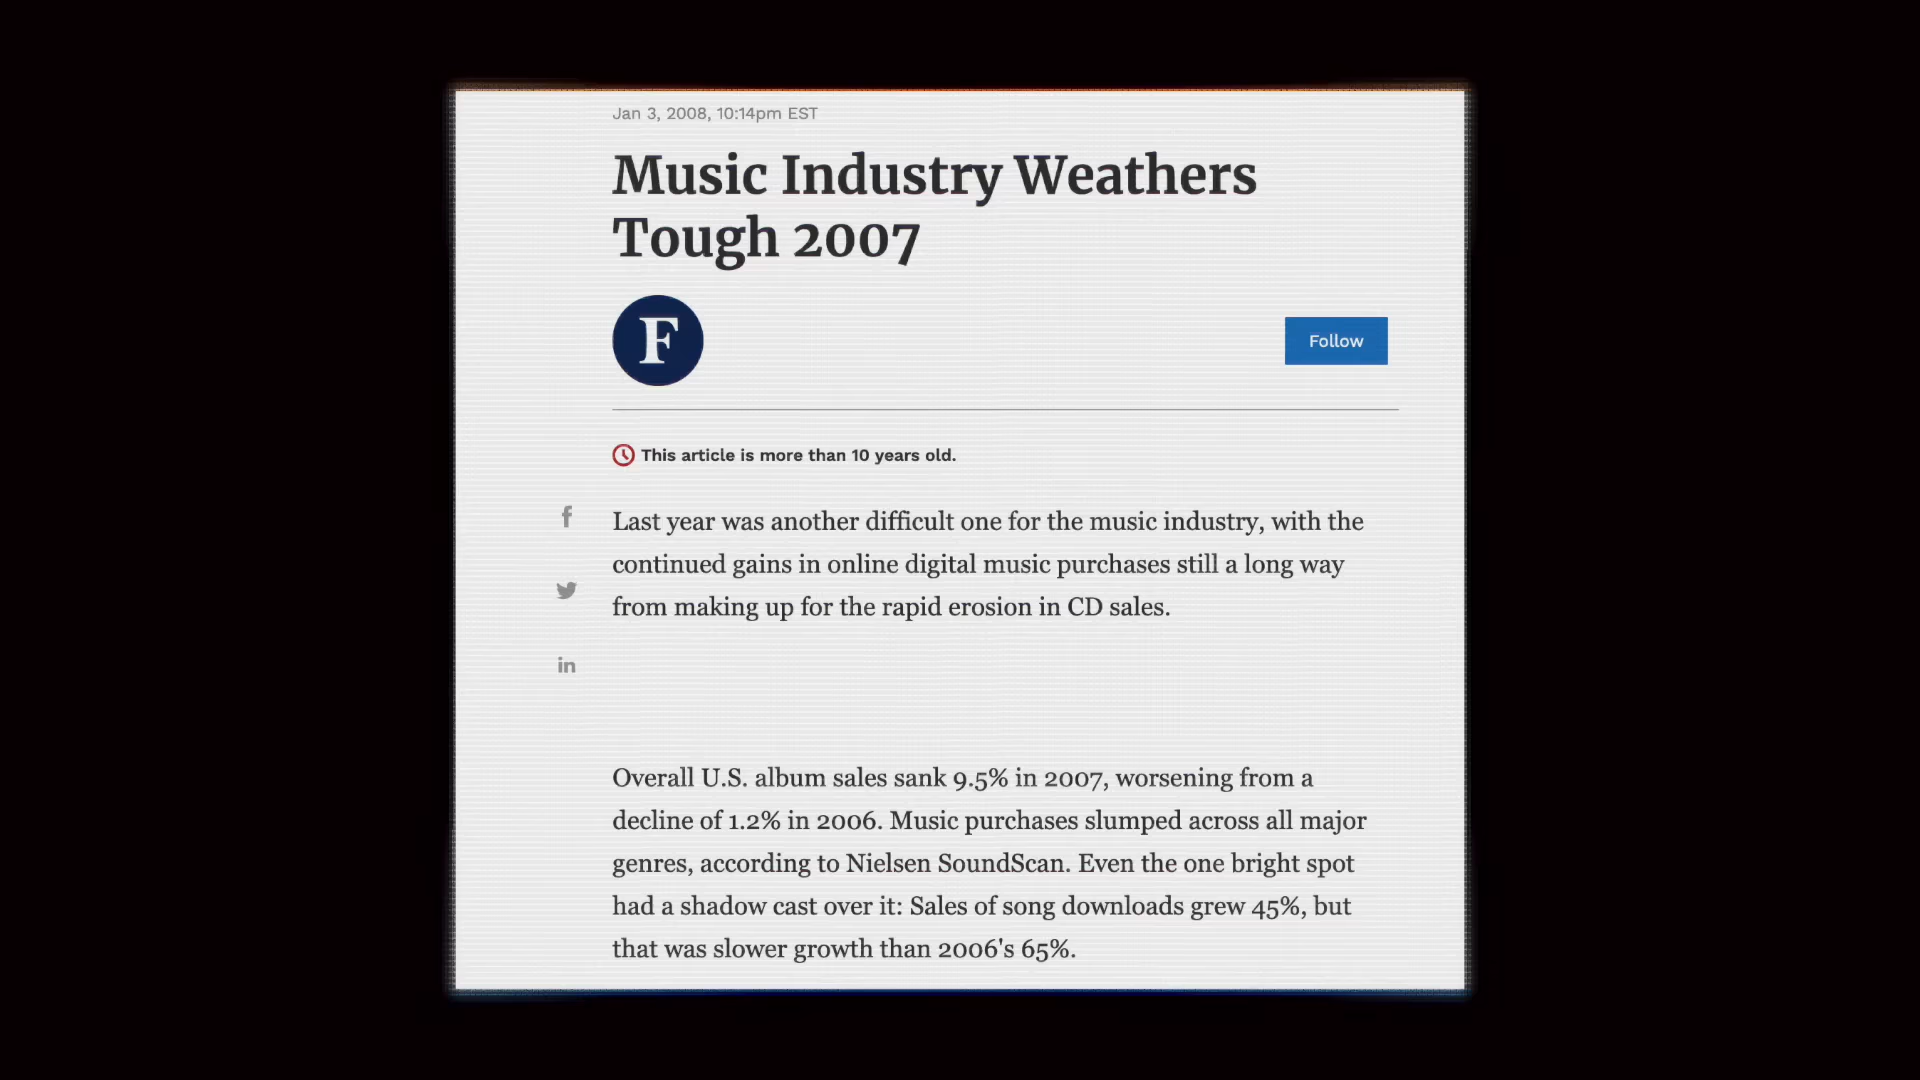 Jan 3, 2008, 10:14pm EST
Music Industry Weathers
Tough 2007
F
Follow
This article is more than 10 years old.
Last year was another difficult one for the music industry, with the
continued gains in online digital music purchases still a long way
from making up for the rapid erosion in CD sales.
Overall U.S. album sales sank 9.5% in 2007, worsening from a
decline of 1.2% in 2006. Music purchases slumped across all major
genres, according to Nielsen SoundScan. Even the one bright spot
had a shadow cast over it: Sales of song downloads grew 45%, but
that was slower growth than 2006's 65%.